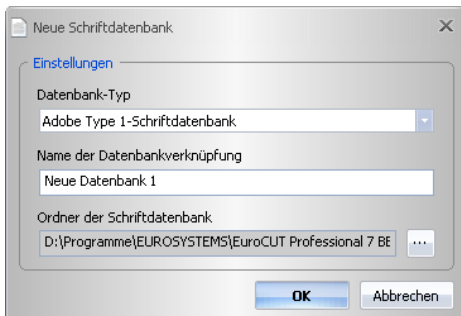 Neue Schriftdatenbank
Einstellungen
Datenbank-Typ
Adobe Type 1-Schriftdatenbank
Name der Datenbankverknüpfung
Neue Datenbank 1
Ordner der Schriftdatenbank
D:\Programme\EUROSYSTEMS\EuroCUT Professional 7 BE ...
OK Abbrechen